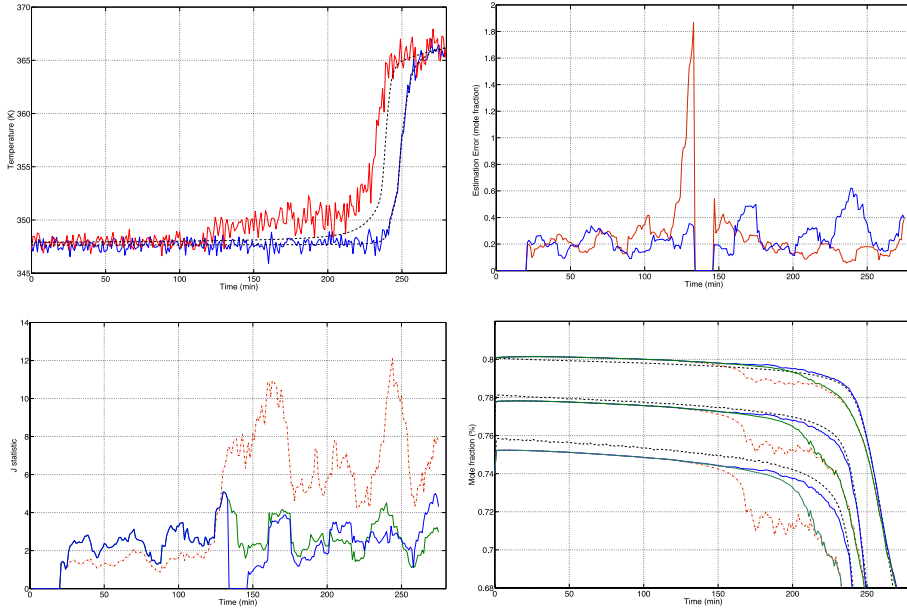 370
365
360
355
350
345
Temperature (K)
0 50 100 150 200 250
Time (min)
2
1.8
1.6
1.4
1.2
1
0.8
0.6
0.4
0.2
0
Estimation Error (mole fraction)
0 50 100 150 200 250
Time (min)
14
12
10
8
6
4
2
0
J statistic
0 50 100 150 200 250
Time (min)
0.8
0.78
0.76
0.74
0.72
0.7
0.68
Mole fraction (%)
0 50 100 150 200 250
Time (min)